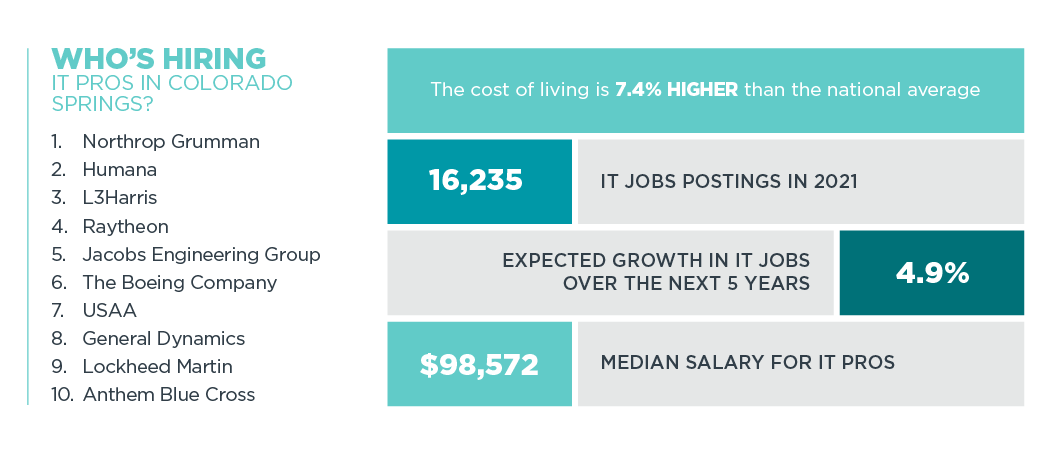 WHO’S HIRING
IT PROS IN COLORADO
SPRINGS?
1. Northrop Grumman
2. Humana
3. L3Harris
4. Raytheon
5. Jacobs Engineering Group
6. The Boeing Company
7. USAA
8. General Dynamics
9. Lockheed Martin
10. Anthem Blue Cross
The cost of living is 7.4% HIGHER than the national average
16,235
IT JOBS POSTINGS IN 2021
EXPECTED GROWTH IN IT JOBS
OVER THE NEXT 5 YEARS
4.9%
$98,572
MEDIAN SALARY FOR IT PROS